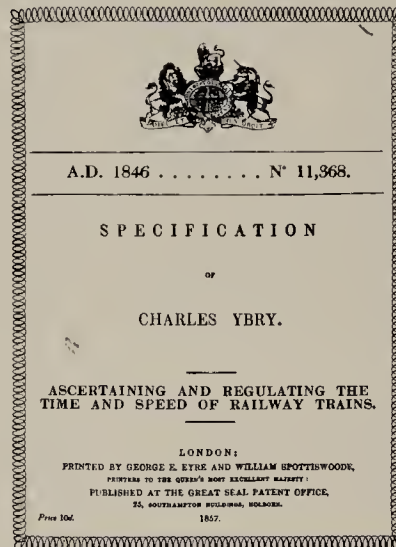 A.D. 1846 . . . . . . . . N° 11,368.
SPECIFICATION
OF
CHARLES YBRY.
ASCERTAINING AND REGULATING THE
TIME AND SPEED OF RAILWAY TRAINS.
LONDON:
PRINTED BY GEORGE E. EYRE AND WILLIAM SPOTTISWOODE,
PRINTERS TO THE QUEEN'S MOST EXCELLENT MAJESTY:
PUBLISHED AT THE GREAT SEAL PATENT OFFICE,
25, SOUTHAMPTON BUILDINGS, HOLBORN.
Price 10d.
1857.